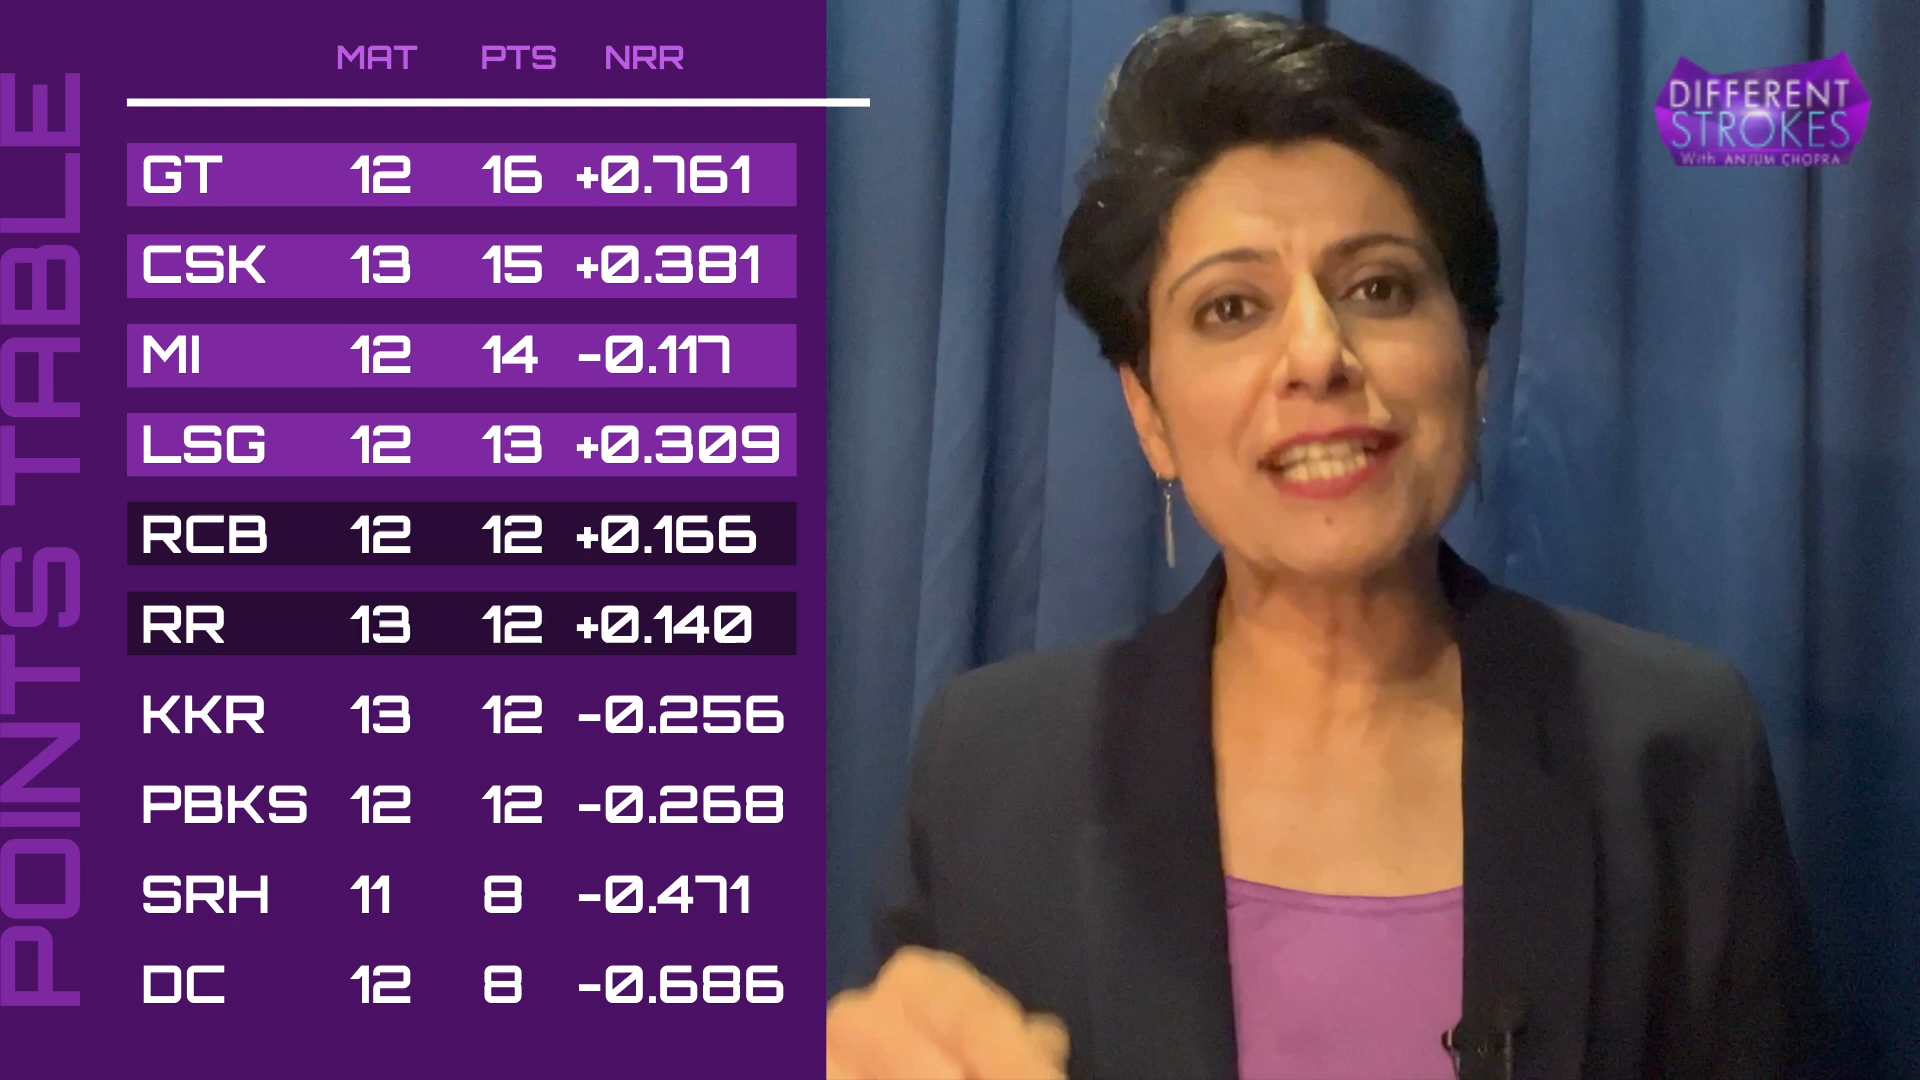 POINTS TABLE
MAT PTS NRR
GT 12 16 +0.761
CSK 13 15 +0.381
MI 12 14 -0.117
LSG 12 13 +0.309
RCB 12 12 +0.166
RR 13 12 +0.140
KKR 13 12 -0.256
PBKS 12 12 -0.268
SRH 11 8 -0.471
DC 12 8 -0.686
DIFFERENT
STROKES
With ANJUM CHOPRA